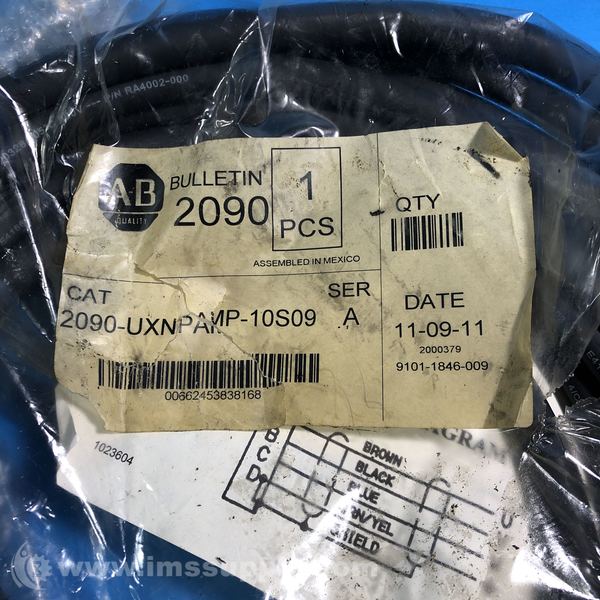 P/N RA4002-000
A-B
QUALITY
BULLETIN
2090
1
PCS
QTY
ASSEMBLED IN MEXICO
CAT
SER
2090-UXNPAMP-10S09 A
DATE
11-09-11
2000379
9101-1846-009
00662453838168
1023604
B
C
D
BROWN
BLACK
BLUE
SHIELD
www.imssupply.com